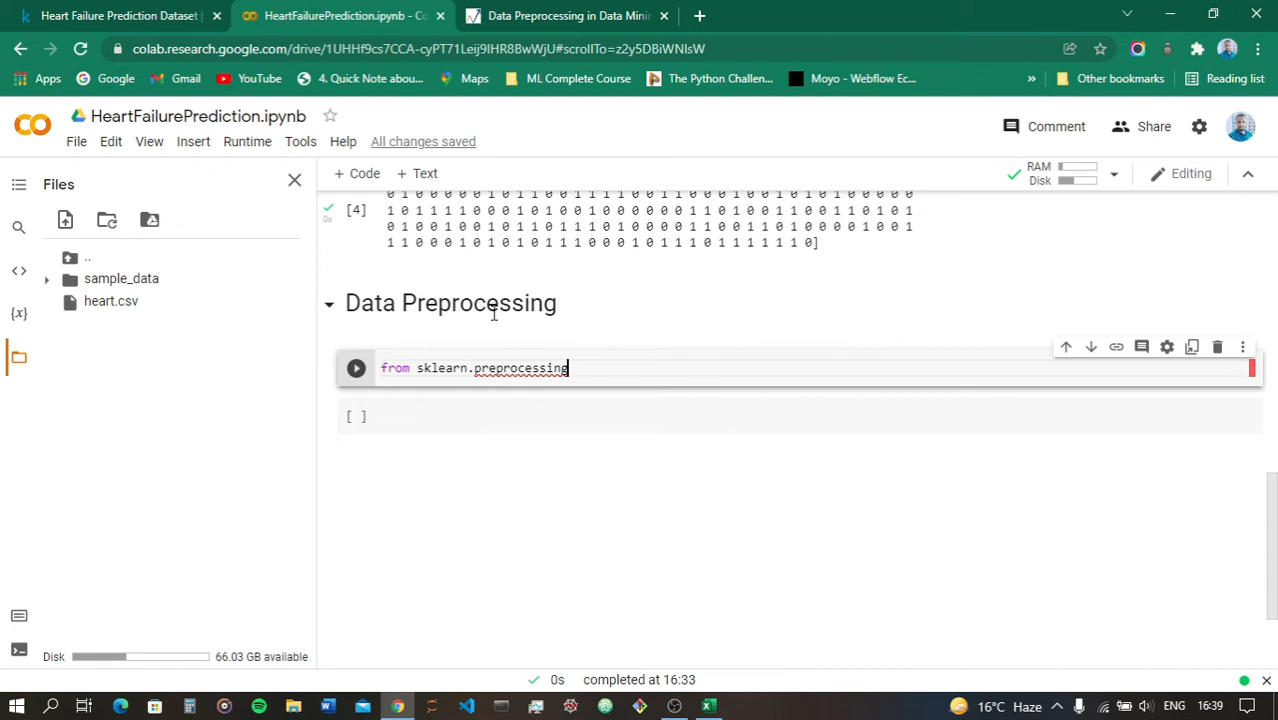 Heart Failure Prediction Dataset |
HeartFailurePrediction.ipynb - Co
Data Preprocessing in Data Mini
colab.research.google.com/drive/1UHHf9cs7CCA-cyPT71Leij9IHR8BwWjU#scrollTo=z2y5DBiWNlsW
Apps
Google
Gmail
YouTube
4. Quick Note abou...
Maps
ML Complete Course
The Python Challen...
Moyo - Webflow Ec...
»
Other bookmarks
Reading list
HeartFailurePrediction.ipynb
Comment
Share
File Edit View Insert Runtime Tools Help All changes saved
Files
+ Code + Text
RAM
Disk
Editing
[4]
0s
1 0 1 1 1 1 0 0 0 1 0 1 0 0 1 0 0 0 0 0 0 1 1 0 1 0 0 1 1 0 0 1 1 0 1 0 1
0 1 0 0 1 0 0 1 1 0 1 1 1 0 1 0 0 0 0 1 1 0 0 1 0 1 1 0 1 0 0 0 0 1 0 0 1
1 1 0 0 0 1 0 1 0 1 0 1 1 1 0 0 0 1 0 1 1 1 0 1 1 1 1 1 1 0]
..
sample_data
heart.csv
Data Preprocessing
from sklearn.preprocessing
[ ]
{x}
Disk
66.03 GB available
0s completed at 16:33
16°C Haze
ENG
16:39